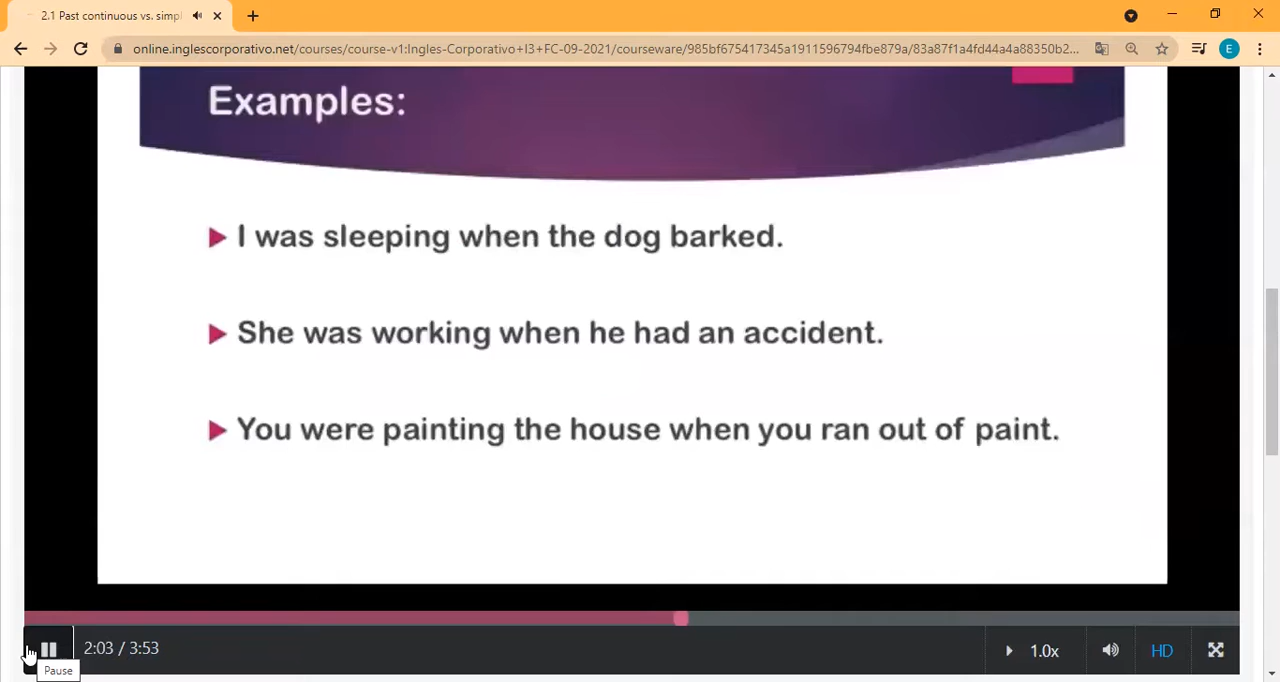 2.1 Past continuous vs. simpl
online.inglescorporativo.net/courses/course-v1:Ingles-Corporativo+I3+FC-09-2021/courseware/985bf675417345a1911596794fbe879a/83a87f1a4fd44a4a88350b2...
E
Examples:
I was sleeping when the dog barked.
She was working when he had an accident.
You were painting the house when you ran out of paint.
2:03 / 3:53
1.0x
HD
Pause